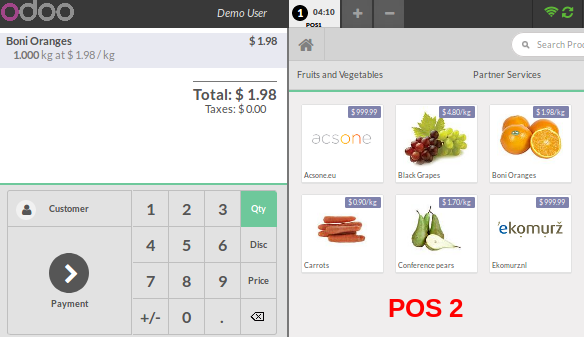 odoo
Demo User
1
04:10
POS1
+
−
Boni Oranges
$ 1.98
1.000 kg at $ 1.98 / kg
Total: $ 1.98
Taxes: $ 0.00
Customer
Payment
1 2 3 Qty
4 5 6 Disc
7 8 9 Price
+/- 0 .
Search Produ
Fruits and Vegetables
Partner Services
$ 999.99
acsone
Acsone.eu
$ 4.80/kg
Black Grapes
$ 1.98/kg
Boni Oranges
$ 0.90/kg
Carrots
$ 1.70/kg
Conference pears
$ 999.99
ekomurż
Ekomurz.nl
POS 2